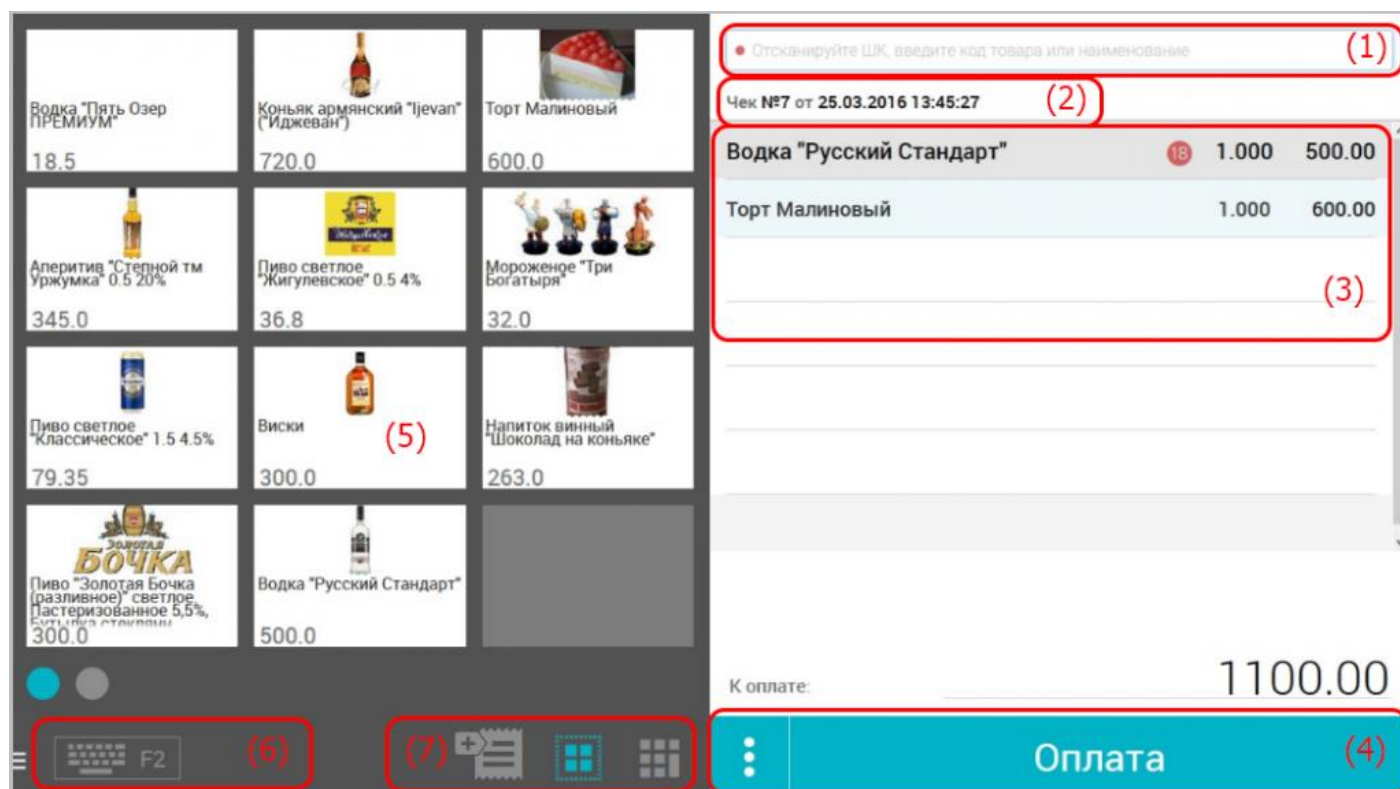 Водка "Пять Озер
ПРЕМИУМ"
18.5
Коньяк армянский "Ijevan"
("Иджеван")
720.0
Торт Малиновый
600.0
Аперитив "Степной тм
Уржумка" 0.5 20%
345.0
Пиво светлое
"Жигулевское" 0.5 4%
36.8
Мороженое "Три
Богатыря"
32.0
Пиво светлое
"Классическое" 1.5 4.5%
79.35
Виски
(5)
300.0
Напиток винный
"Шоколад на коньяке"
263.0
ЗОЛОТАЯ
БОЧКА
Пиво "Золотая Бочка
(разливное)" светлое,
Пастеризованное 5,5%,
300.0
Водка "Русский Стандарт"
500.0
F2
(6)
(7)
Отсканируйте ШК, введите код товара или наименование
(1)
Чек №7 от 25.03.2016 13:45:27
(2)
Водка "Русский Стандарт" 18 1.000 500.00
Торт Малиновый 1.000 600.00
(3)
К оплате: 1100.00
Оплата
(4)